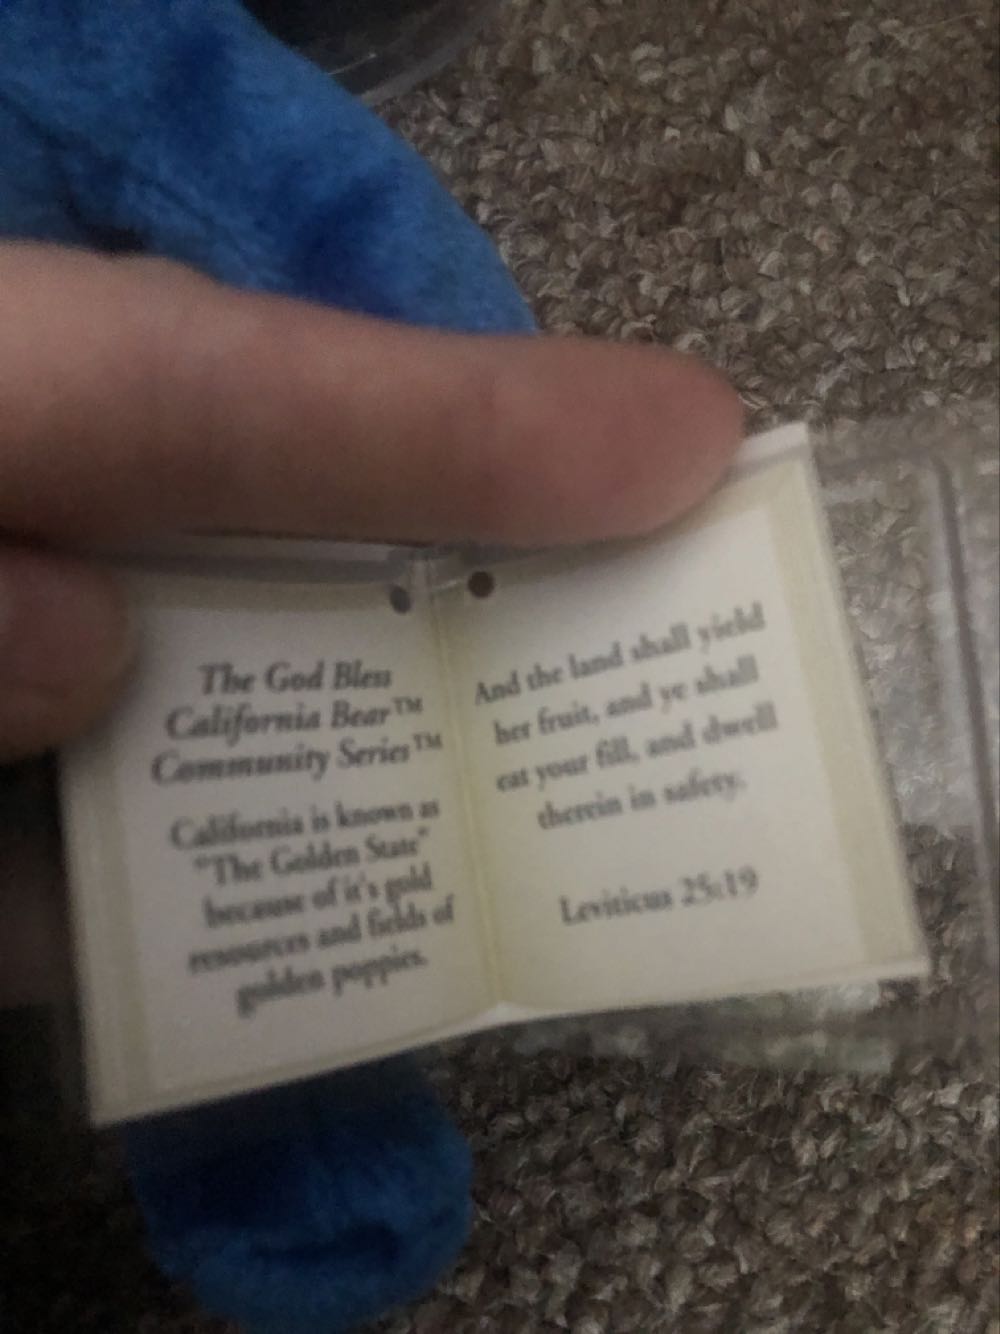 The God Bless
California Bear™
Community Series™
California is known as
"The Golden State"
because of it's gold
resources and fields of
golden poppies.
And the land shall yield
her fruit, and ye shall
eat your fill, and dwell
therein in safety.
Leviticus 25:19